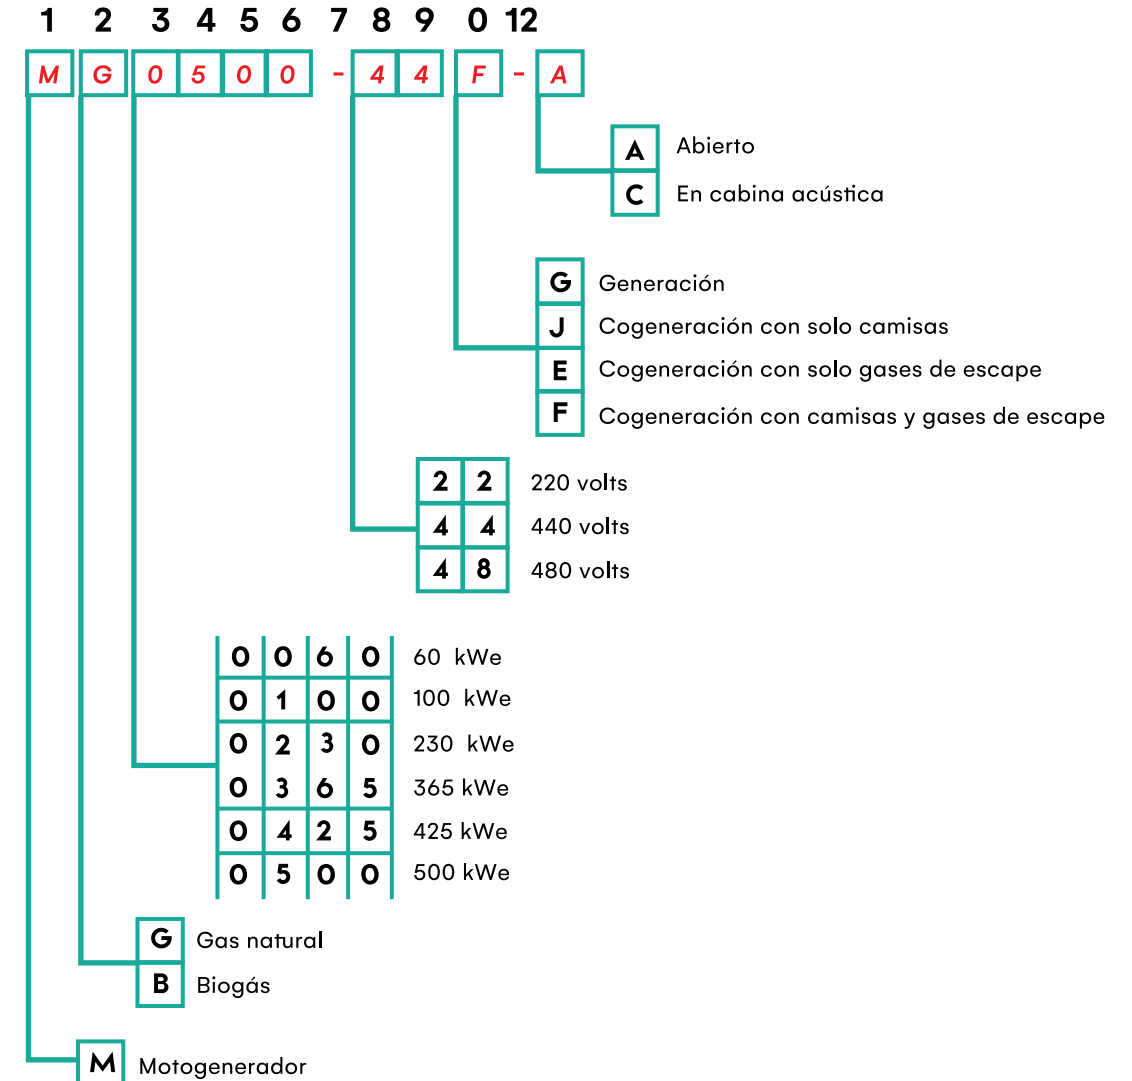 1 2 3 4 5 6 7 8 9 0 12
M G 0 5 0 0 - 4 4 F - A
A Abierto
C En cabina acústica
G Generación
J Cogeneración con solo camisas
E Cogeneración con solo gases de escape
F Cogeneración con camisas y gases de escape
2 2 220 volts
4 4 440 volts
4 8 480 volts
0 0 6 0 60 kWe
0 1 0 0 100 kWe
0 2 3 0 230 kWe
0 3 6 5 365 kWe
0 4 2 5 425 kWe
0 5 0 0 500 kWe
G Gas natural
B Biogás
M Motogenerador